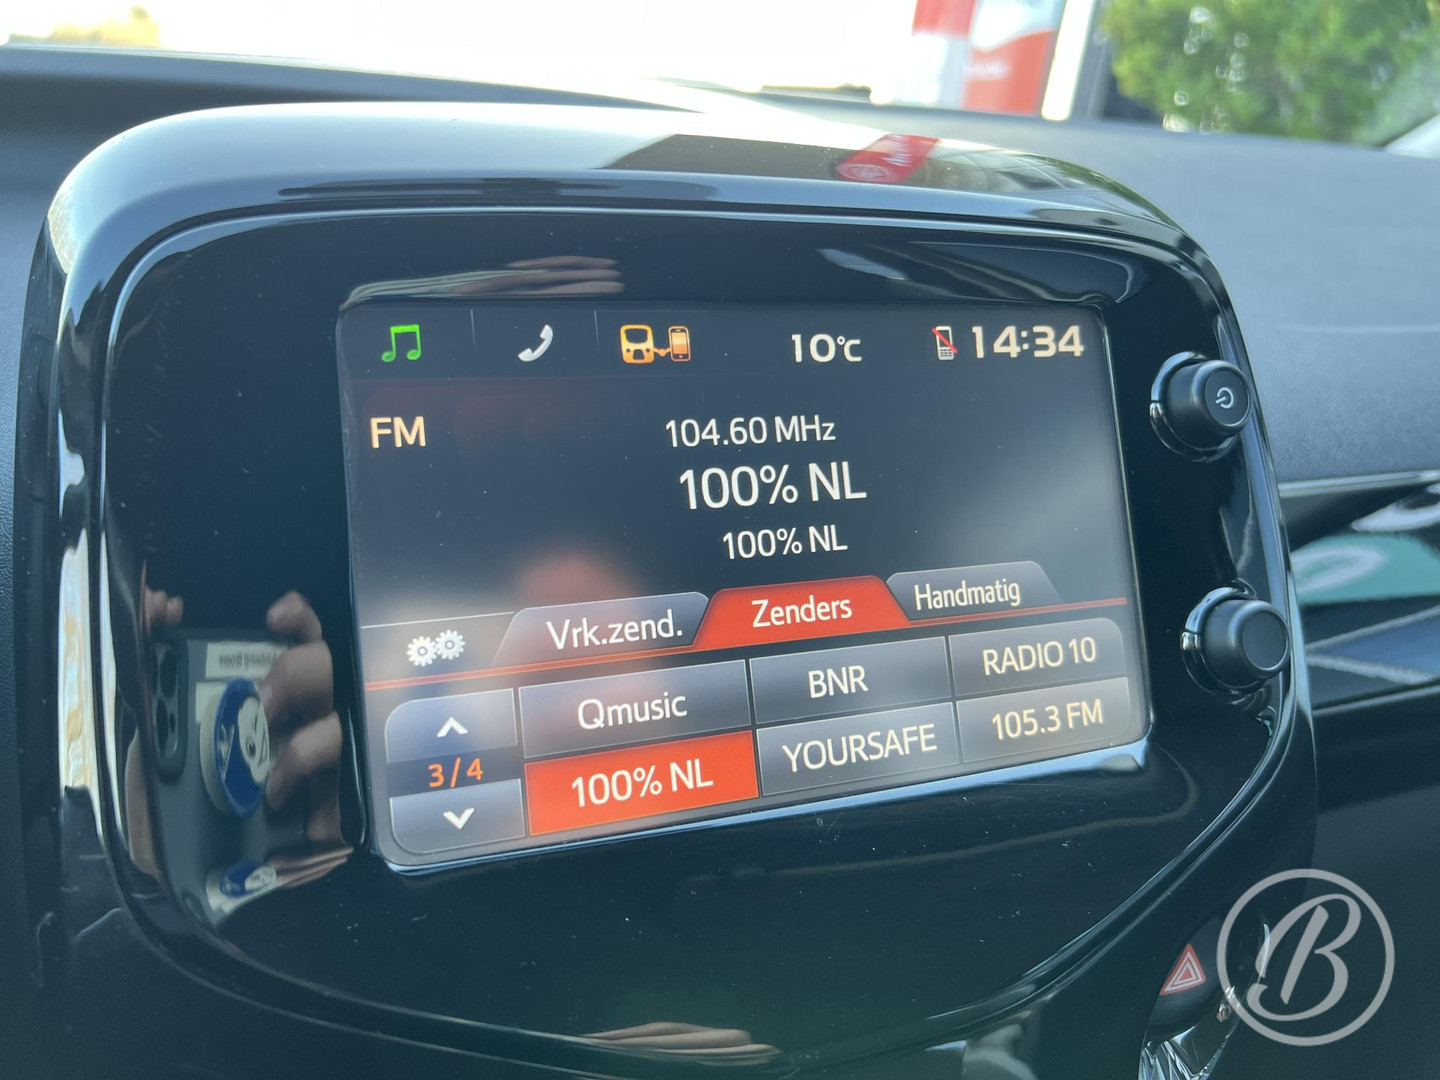 10°C
14:34
FM
104.60 MHz
100% NL
100% NL
Vrk.zend.
Zenders
Handmatig
3/4
Qmusic
BNR
RADIO 10
100% NL
YOURSAFE
105.3 FM
B